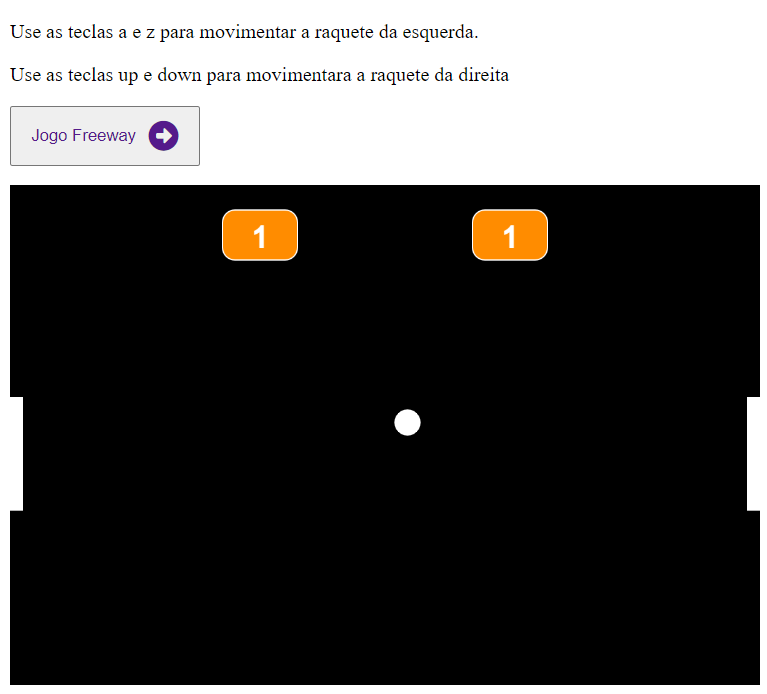 Use as teclas a e z para movimentar a raquete da esquerda.
Use as teclas up e down para movimentara a raquete da direita
Jogo Freeway
1 1